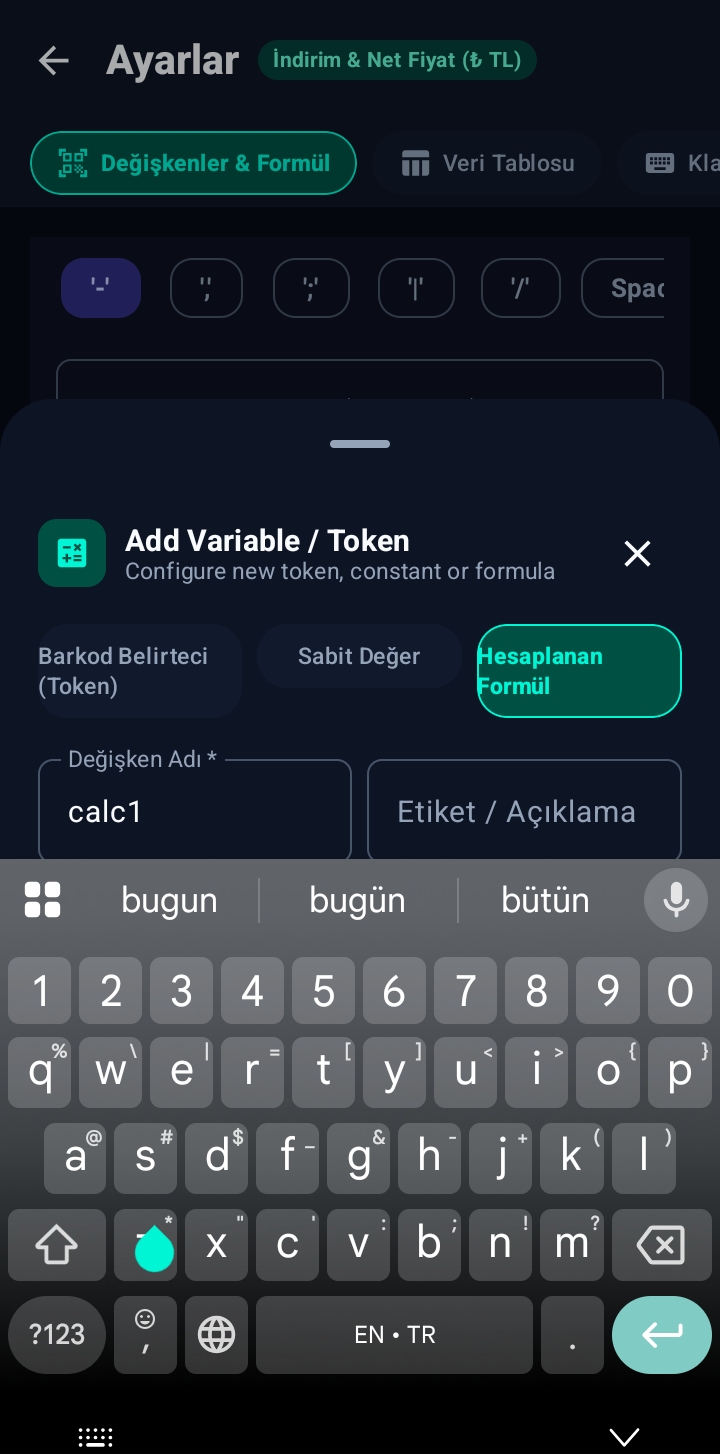 Ayarlar
İndirim & Net Fiyat (₺ TL)
Değişkenler & Formül
Veri Tablosu
Kla
'-'
','
';'
'|'
'/'
Spac
Add Variable / Token
Configure new token, constant or formula
Barkod Belirteci
(Token)
Sabit Değer
Hesaplanan
Formül
Değişken Adı *
calc1
Etiket / Açıklama
bugun
bugün
bütün
1 2 3 4 5 6 7 8 9 0
q% w\ e| r= t[ y] u< i> o{ p}
a@ s# d$ f_ g& h- j+ k( l)
* x" c' v: b; n! m?
?123
,
EN • TR
.